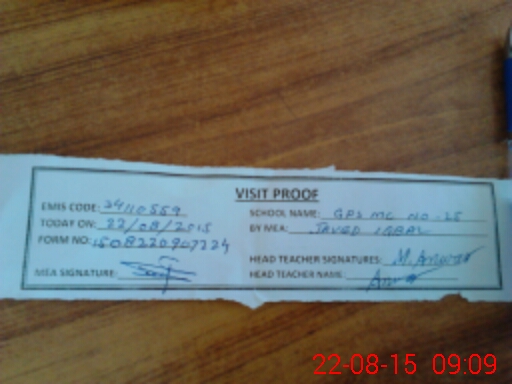 VISIT PROOF
EMIS CODE: 34110559
SCHOOL NAME: GPS MC NO-25
TODAY ON: 22/08/2015
BY MEA: JAVED IQBAL
FORM NO: 1508220907224
HEAD TEACHER SIGNATURES: M. Anwar
MEA SIGNATURE:
HEAD TEACHER NAME: Anwar
22-08-15 09:09